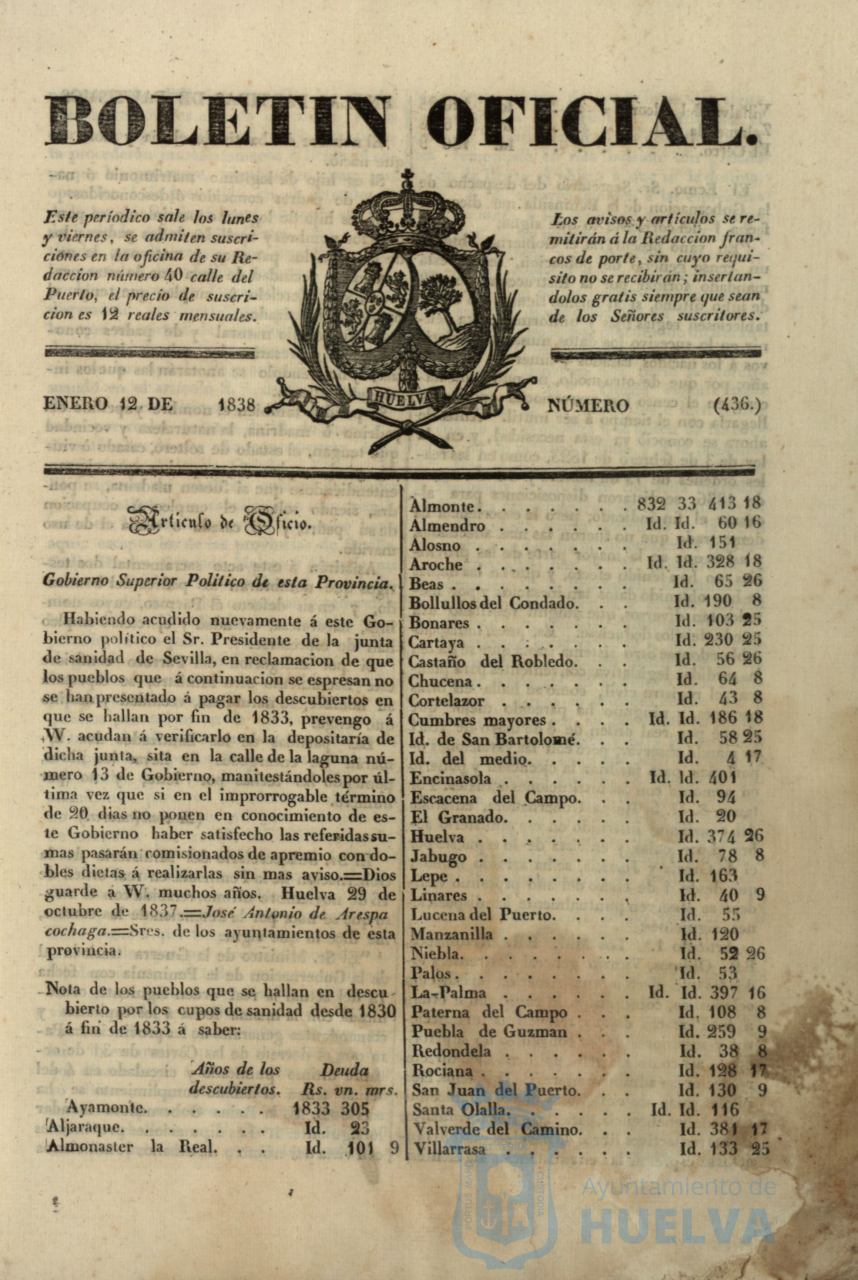 BOLETIN OFICIAL.
Este períodico sale los lunes
y viernes, se admiten suscri-
ciónes en la oficina de su Re-
daccion número 40 calle del
Puerto, el precio de suscri-
cion es 12 reales mensuales.
Los avisos y artículos se re-
mitirán á la Redaccion fran-
cos de porte, sin cuyo requi-
sito no se recibirán; insertan-
dolos gratis siempre que sean
de los Señores suscritores.
HUELVA
ENERO 12 DE 1838
NÚMERO (436.)
Artículo de Oficio.
Gobierno Superior Politico de esta Provincia.
Habiendo acudido nuevamente á este Go-
bierno político el Sr. Presidente de la junta
de sanidad de Sevilla, en reclamacion de que
los pueblos que á continuacion se espresan no
se han presentado á pagar los descubiertos en
que se hallan por fin de 1833, prevengo á
W. acudan á verificarlo en la depositaría de
dicha junta, sita en la calle de la laguna nú-
mero 13 de Gobierno, manitestándoles por úl-
tima vez que si en el improrrogable término
de 20 dias no ponen en conocimiento de es-
te Gobierno haber satisfecho las referidas su-
mas pasarán comisionados de apremio con do-
bles dietas á realizarlas sin mas aviso.=Dios
guarde á W. muchos años. Huelva 29 de
octubre de 1837.=José Antonio de Arespa
cochaga.=Sres. de los ayuntamientos de esta
provincia.
Nota de los pueblos que se hallan en descu
bierto por los cupos de sanidad desde 1830
á fin de 1833 á saber:
Años de los Deuda
descubiertos. Rs. vn. mrs.
Ayamonte. . . . . . 1833 305
Aljaraque. . . . . . . Id. 23
Almonaster la Real. . . Id. 101 9
Almonte. . . . . . . 832 33 413 18
Almendro . . . . . . Id. Id. 60 16
Alosno . . . . . . . Id. 151
Aroche . . . . . . . Id. Id. 328 18
Beas . . . . . . . . Id. 65 26
Bollullos del Condado. . . Id. 190 8
Bonares . . . . . . . Id. 103 25
Cartaya . . . . . . . Id. 230 25
Castaño del Robledo. . . Id. 56 26
Chucena . . . . . . . Id. 64 8
Cortelazor . . . . . . Id. 43 8
Cumbres mayores . . . . Id. Id. 186 18
Id. de San Bartolomé. . . Id. 58 25
Id. del medio. . . . . Id. 4 17
Encinasola . . . . . . Id. Id. 401
Escacena del Campo. . . Id. 94
El Granado. . . . . . Id. 20
Huelva . . . . . . . Id. 374 26
Jabugo . . . . . . . Id. 78 8
Lepe . . . . . . . . Id. 163
Linares . . . . . . . Id. 40 9
Lucena del Puerto. . . . Id. 55
Manzanilla . . . . . . Id. 120
Niebla. . . . . . . . Id. 52 26
Palos. . . . . . . . Id. 53
La-Palma . . . . . . Id. Id. 397 16
Paterna del Campo . . . Id. 108 8
Puebla de Guzman . . . Id. 259 9
Redondela . . . . . . Id. 38 8
Rociana . . . . . . . Id. 128 17
San Juan del Puerto. . . Id. 130 9
Santa Olalla. . . . . . Id. Id. 116
Valverde del Camino. . . Id. 381 17
Villarrasa . . . . . . Id. 133 25
Ayuntamiento de
HUELVA